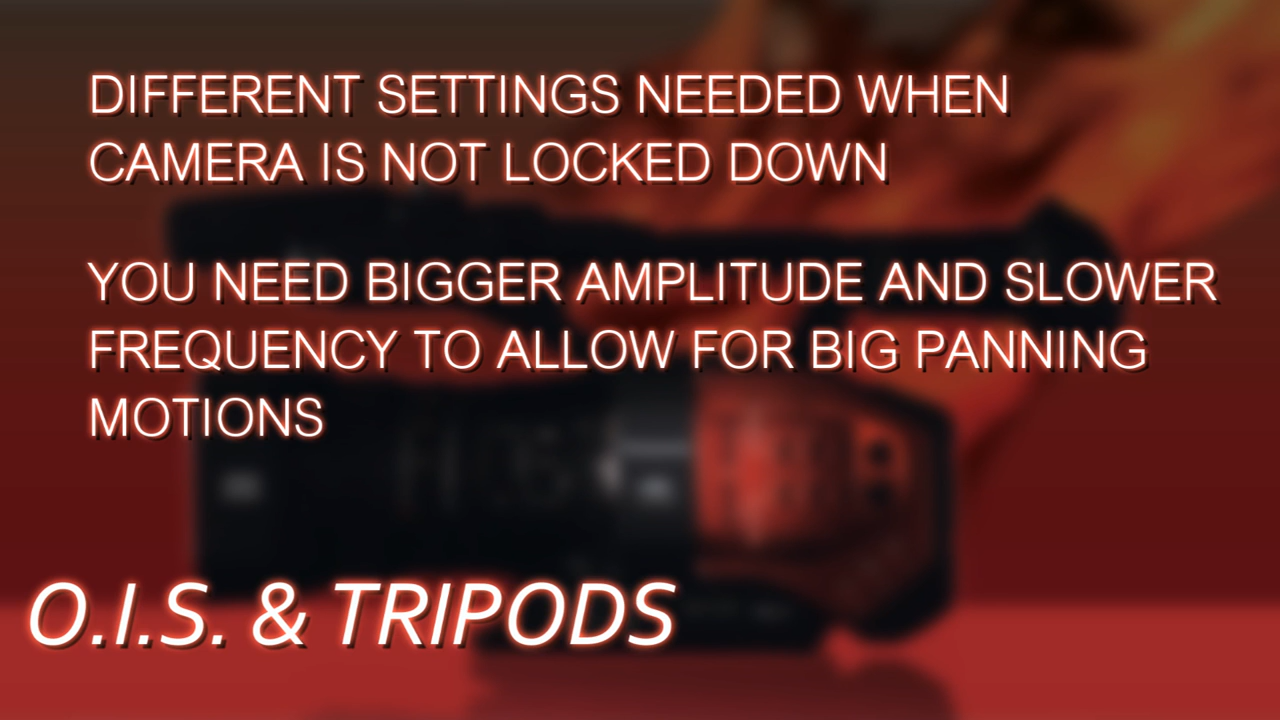 DIFFERENT SETTINGS NEEDED WHEN
CAMERA IS NOT LOCKED DOWN
YOU NEED BIGGER AMPLITUDE AND SLOWER
FREQUENCY TO ALLOW FOR BIG PANNING
MOTIONS
O.I.S. & TRIPODS